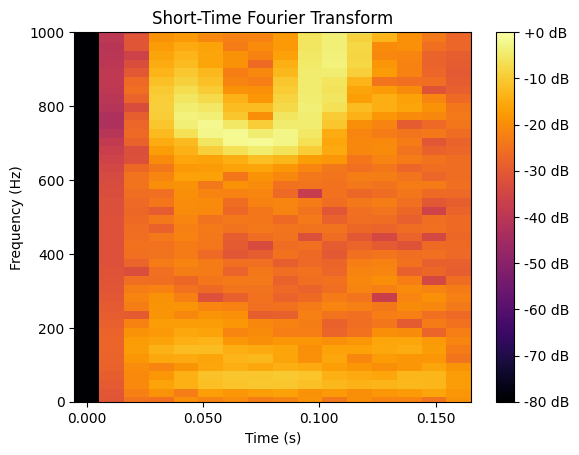 Short-Time Fourier Transform
1000
800
600
400
200
0
Frequency (Hz)
0.000
0.050
0.100
0.150
Time (s)
+0 dB
-10 dB
-20 dB
-30 dB
-40 dB
-50 dB
-60 dB
-70 dB
-80 dB